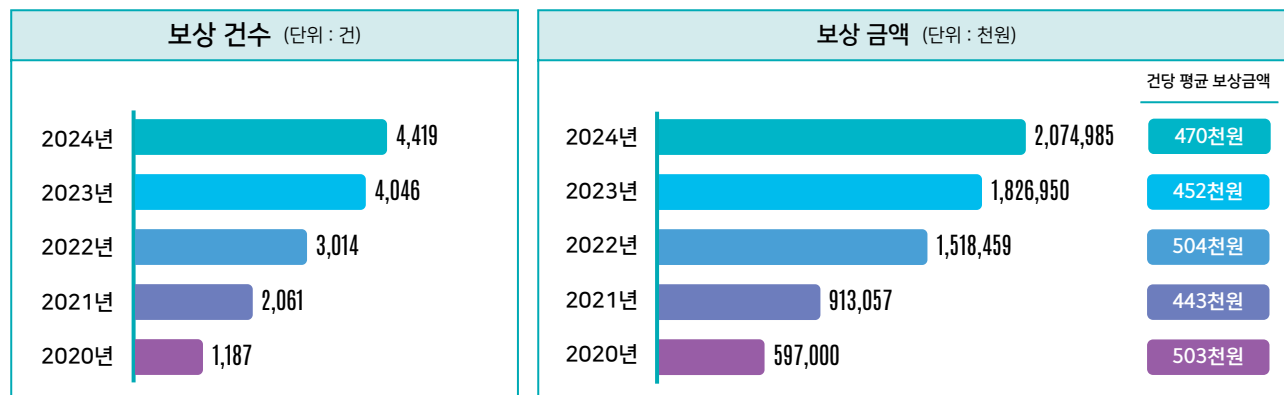 보상 건수 (단위 : 건)
2024년 4,419
2023년 4,046
2022년 3,014
2021년 2,061
2020년 1,187
보상 금액 (단위 : 천원)
건당 평균 보상금액
2024년 2,074,985 470천원
2023년 1,826,950 452천원
2022년 1,518,459 504천원
2021년 913,057 443천원
2020년 597,000 503천원